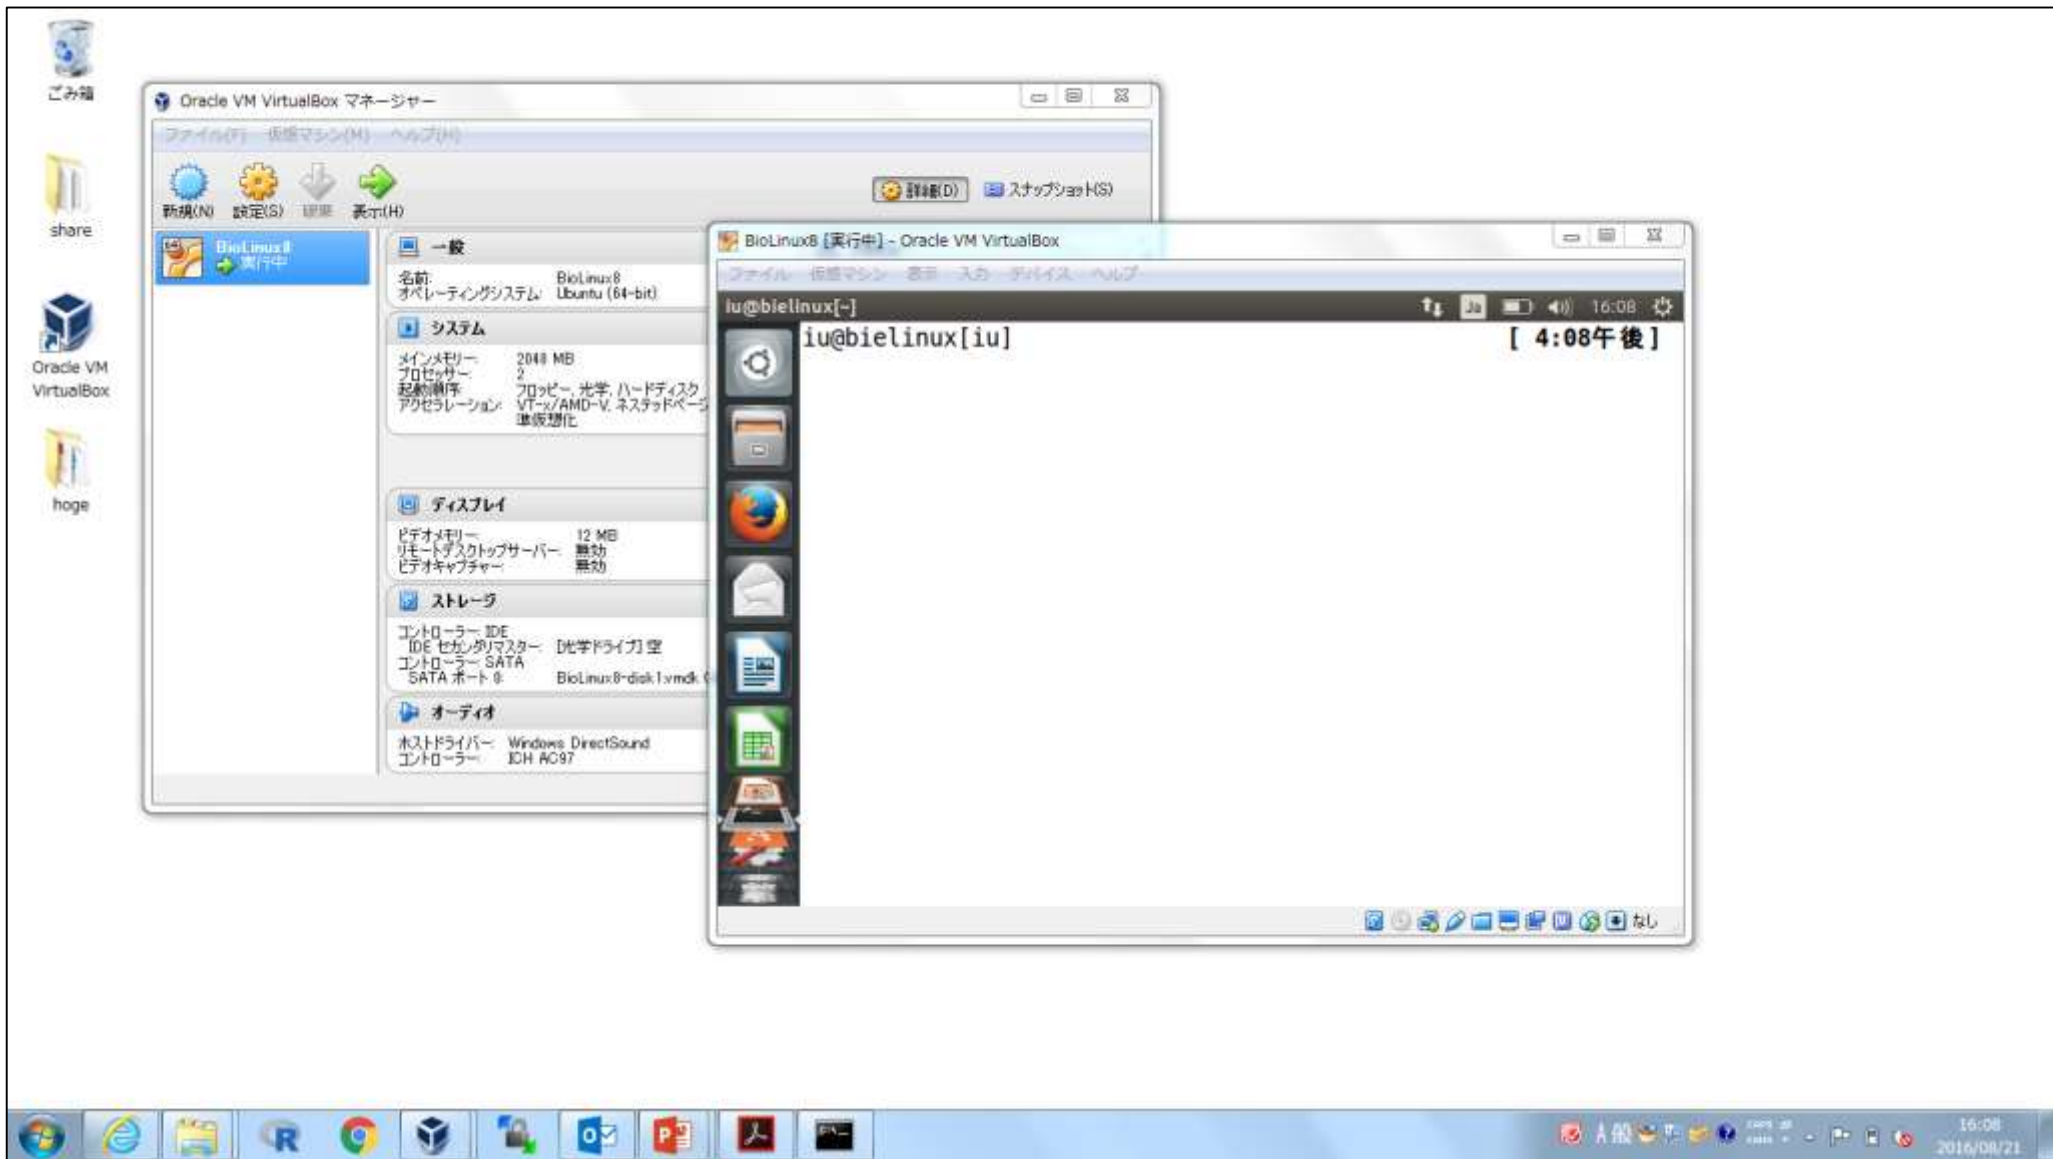 ごみ箱
share
Oracle VM
VirtualBox
hoge
Oracle VM VirtualBox マネージャー
ファイル(F) 仮想マシン(M) ヘルプ(H)
新規(N) 設定(S) 破棄 表示(H)
詳細(D) スナップショット(S)
BioLinux8
実行中
一般
名前: BioLinux8
オペレーティングシステム: Ubuntu (64-bit)
システム
メインメモリー: 2048 MB
プロセッサー: 2
起動順序: フロッピー, 光学, ハードディスク
アクセラレーション: VT-x/AMD-V, ネステッドペー
準仮想化
ディスプレイ
ビデオメモリー: 12 MB
リモートデスクトップサーバー: 無効
ビデオキャプチャー: 無効
ストレージ
コントローラー: IDE
IDE セカンダリマスター: [光学ドライブ] 空
コントローラー: SATA
SATA ポート 0: BioLinux8-disk1.vmdk
オーディオ
ホストドライバー: Windows DirectSound
コントローラー: ICH AC97
BioLinux8 [実行中] - Oracle VM VirtualBox
ファイル 仮想マシン 表示 入力 デバイス ヘルプ
iu@bielinux[~] Ja 16:08
iu@bielinux[iu] [ 4:08午後]
なし
A 般
16:08
2016/08/21